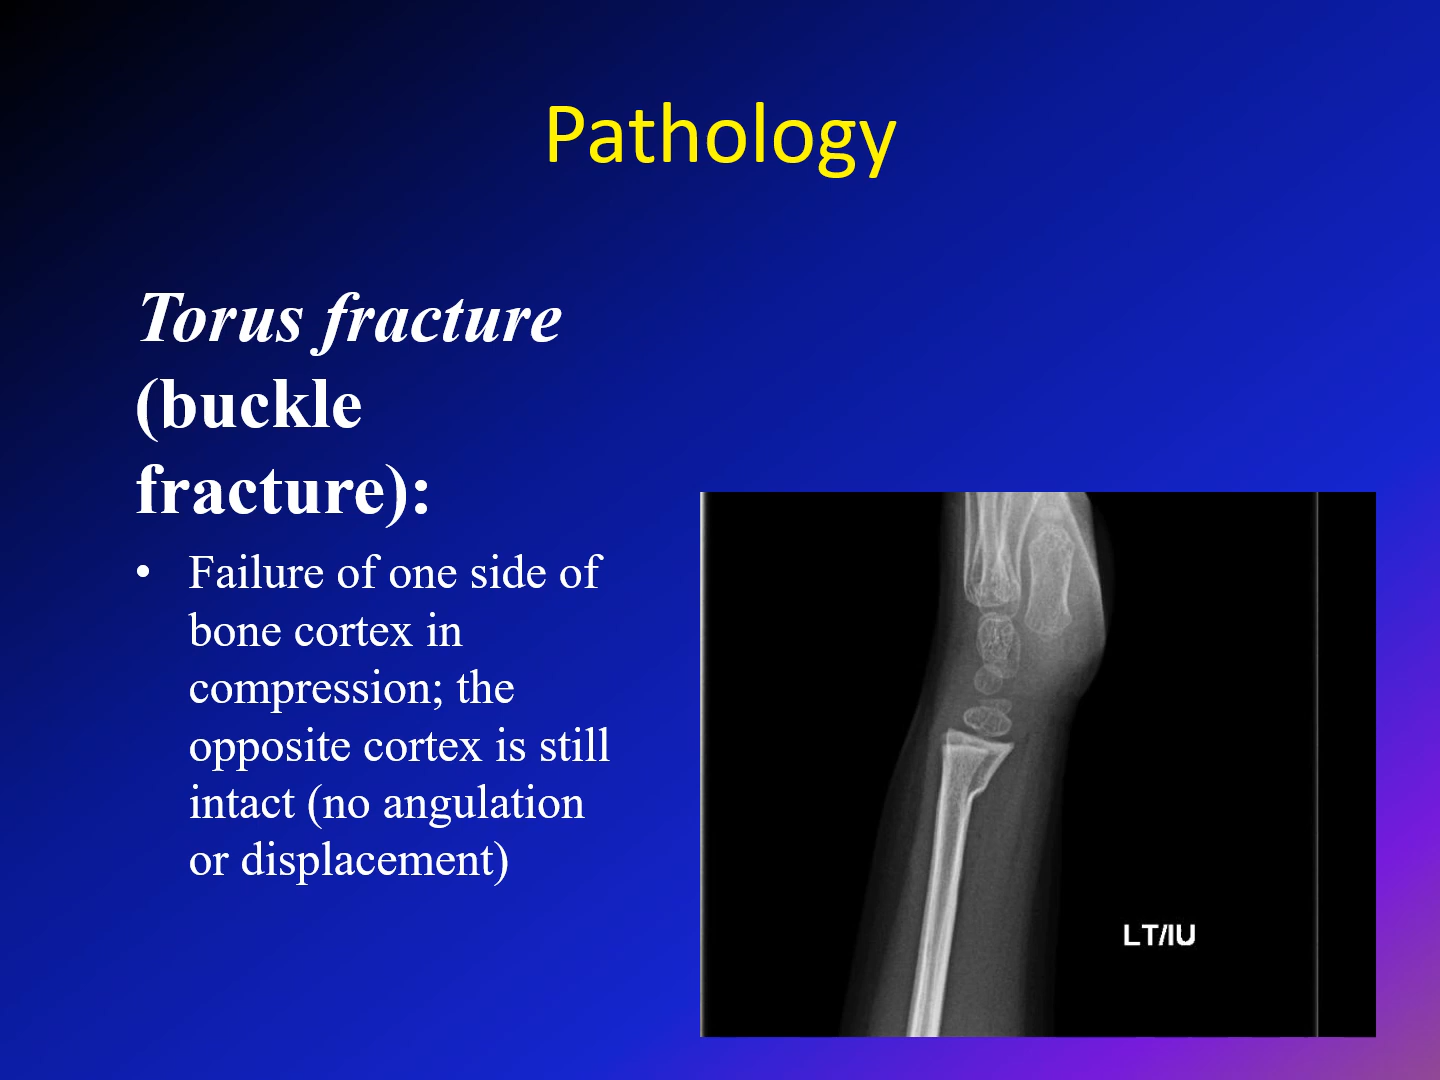 Pathology
Torus fracture
(buckle
fracture):
• Failure of one side of
bone cortex in
compression; the
opposite cortex is still
intact (no angulation
or displacement)
LT/IU